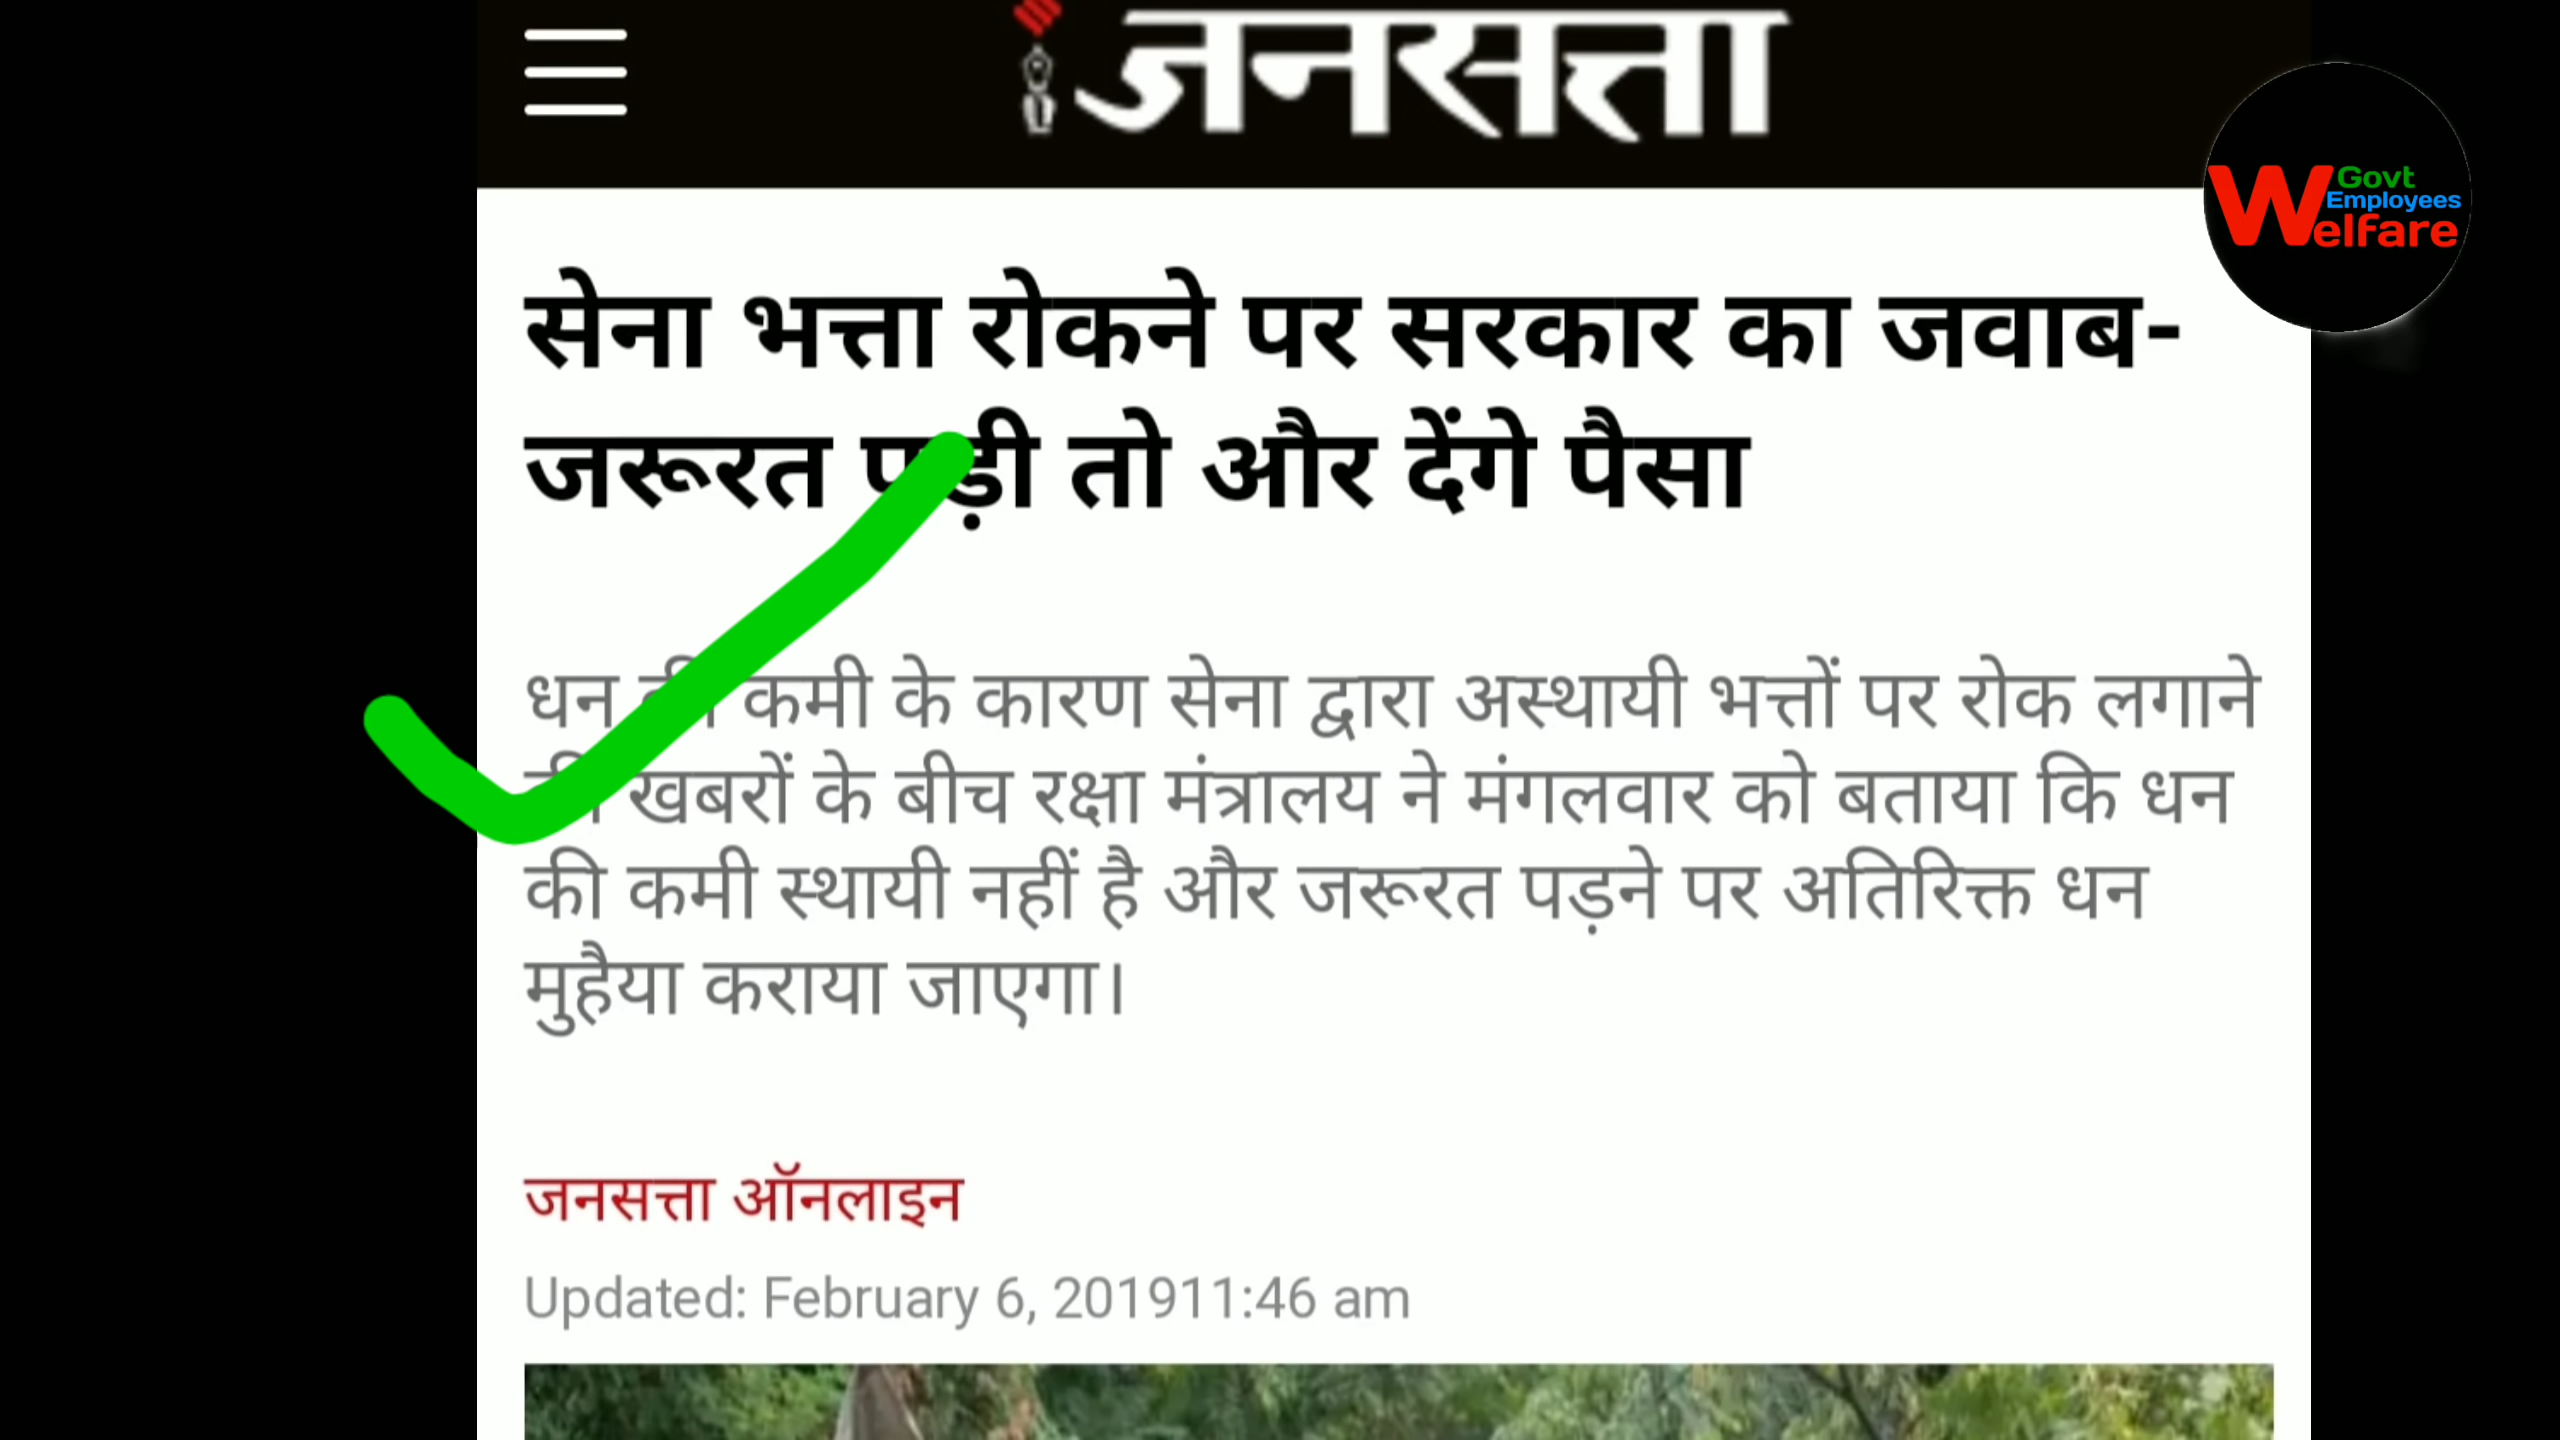 जनसत्ता
Govt
Employees
Welfare
सेना भत्ता रोकने पर सरकार का जवाब-
जरूरत पड़ी तो और देंगे पैसा
धन की कमी के कारण सेना द्वारा अस्थायी भत्तों पर रोक लगाने
की खबरों के बीच रक्षा मंत्रालय ने मंगलवार को बताया कि धन
की कमी स्थायी नहीं है और जरूरत पड़ने पर अतिरिक्त धन
मुहैया कराया जाएगा।
जनसत्ता ऑनलाइन
Updated: February 6, 201911:46 am